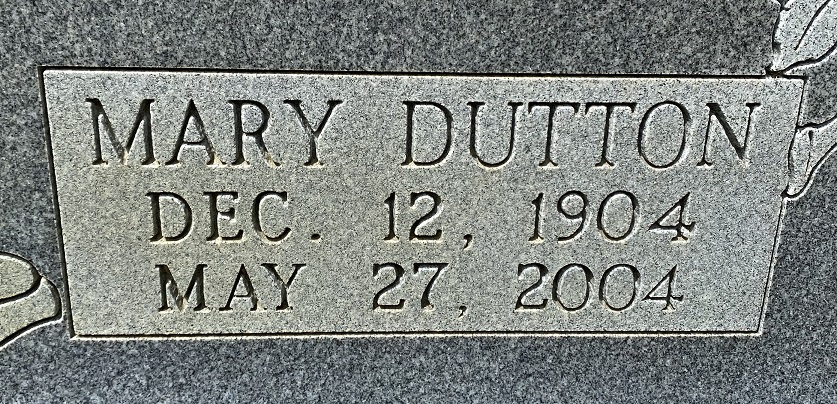 MARY DUTTON
DEC. 12, 1904
MAY 27, 2004